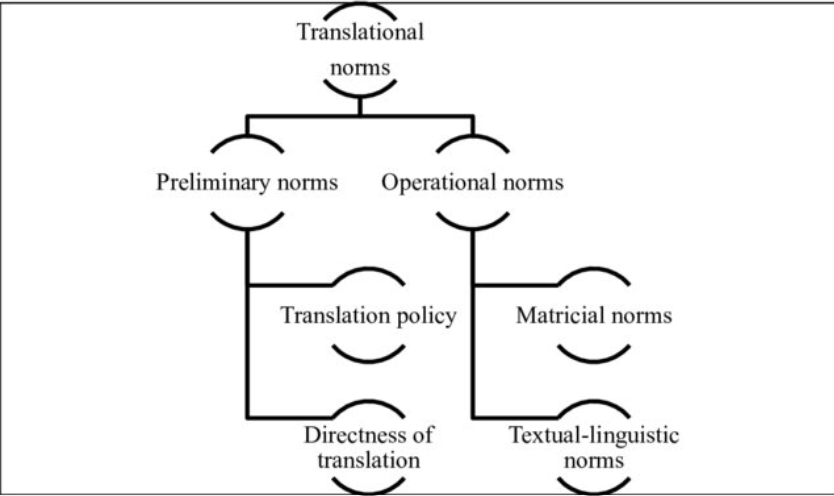 Translational
norms
Preliminary norms
Operational norms
Translation policy
Matricial norms
Directness of
translation
Textual-linguistic
norms